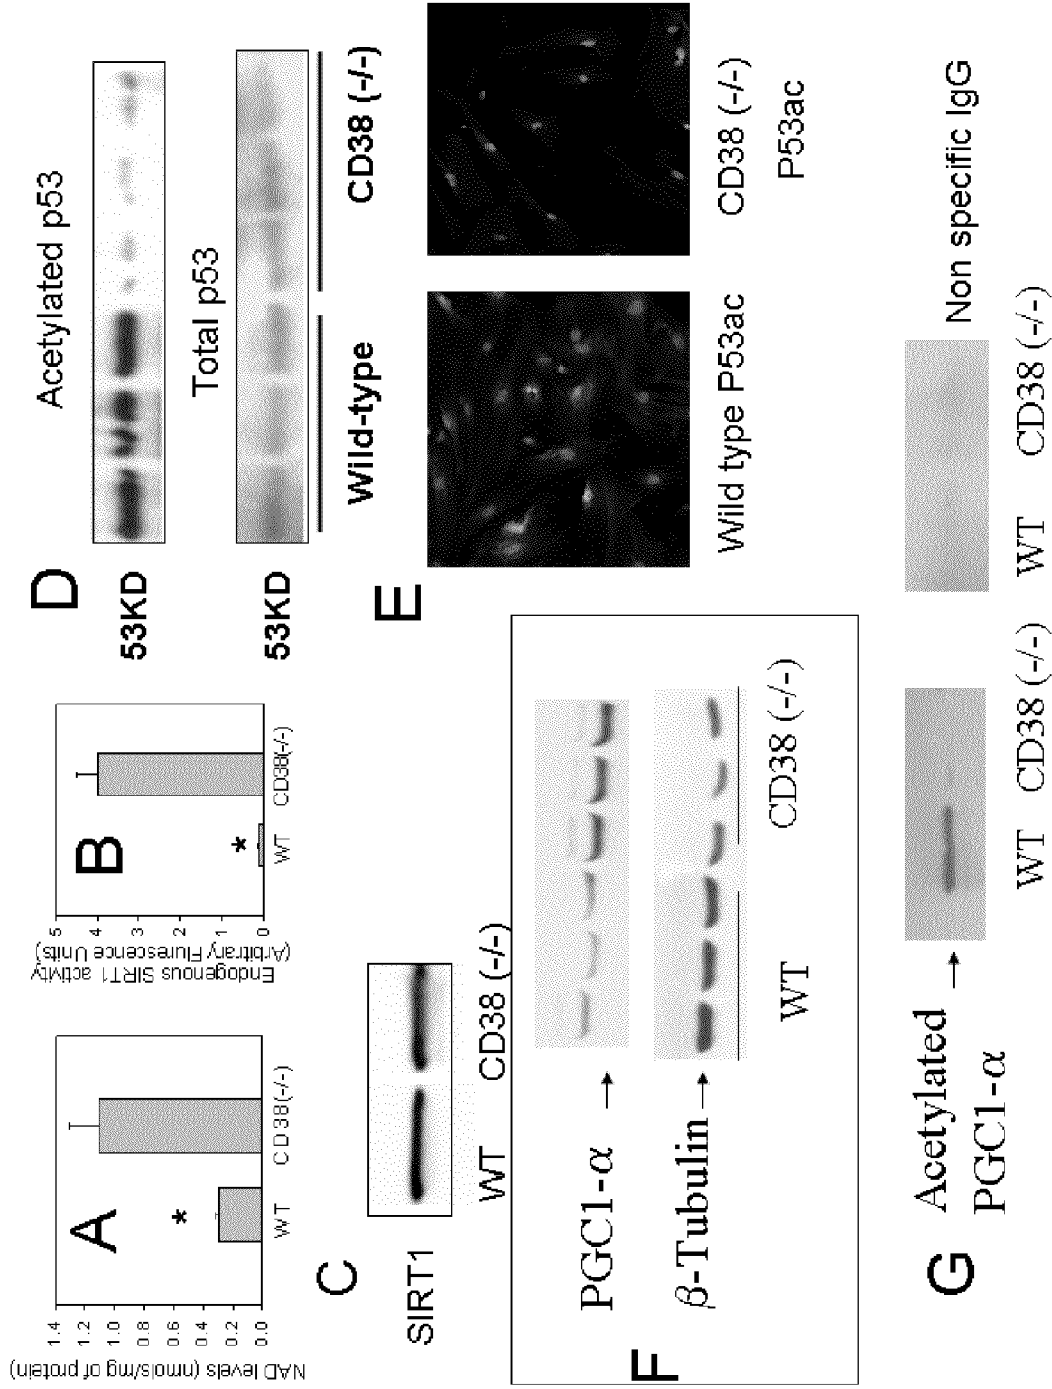 A
NAD levels (nmols/mg of protein)
1.4
1.2
1.0
0.8
0.6
0.4
0.2
0.0
*
WT
CD38(-/-)
B
Endogenous SIRT1 activity
(Arbitrary Flurescence Units)
5
4
3
2
1
0
*
WT
CD38(-/-)
C
SIRT1
WT
CD38 (-/-)
D
Acetylated p53
53KD
Total p53
53KD
Wild-type
CD38 (-/-)
E
Wild type P53ac
CD38 (-/-)
P53ac
F
PGC1-α →
β-Tubulin →
WT
CD38 (-/-)
G
Acetylated →
PGC1-α
WT
CD38 (-/-)
WT
CD38 (-/-)
Non specific IgG